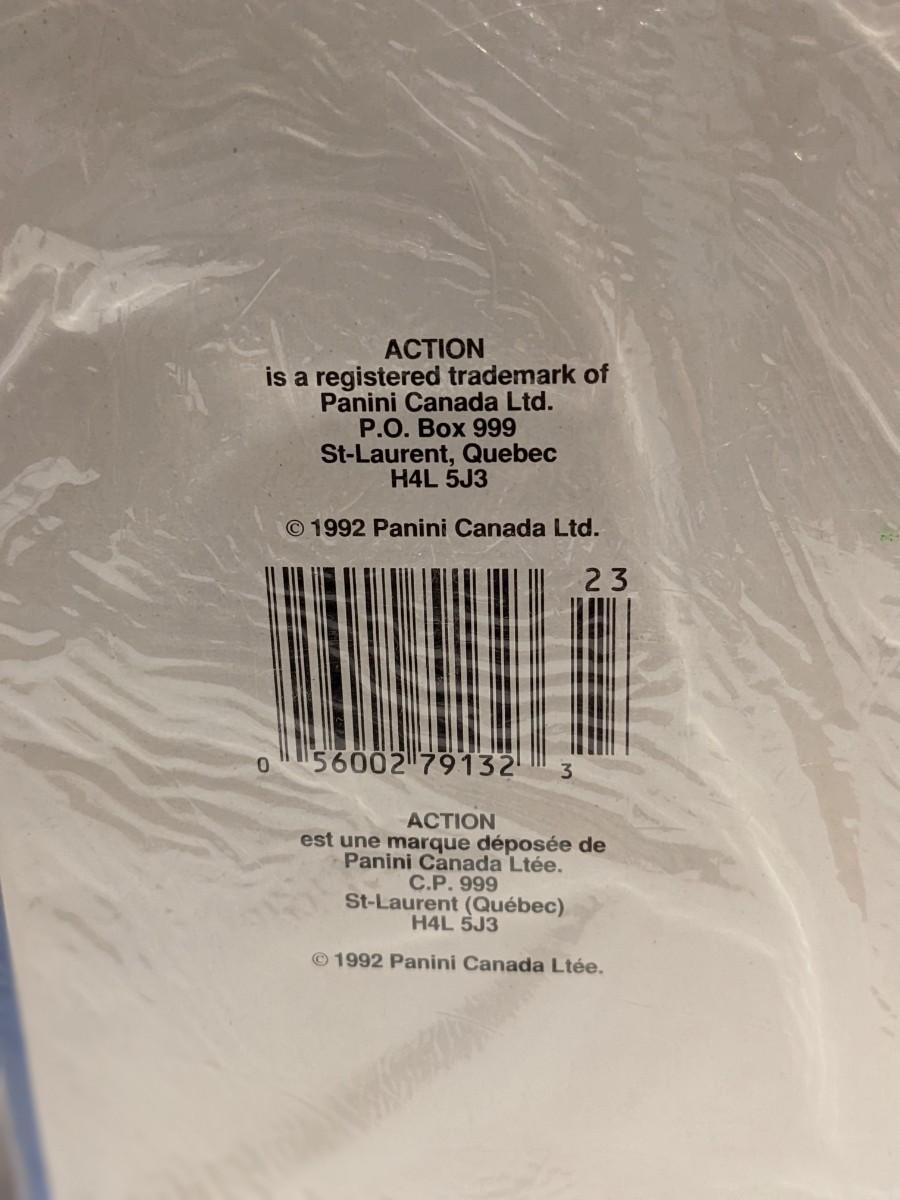 ACTION
is a registered trademark of
Panini Canada Ltd.
P.O. Box 999
St-Laurent, Quebec
H4L 5J3
© 1992 Panini Canada Ltd.
23
0 56002 79132 3
ACTION
est une marque déposée de
Panini Canada Ltée.
C.P. 999
St-Laurent (Québec)
H4L 5J3
© 1992 Panini Canada Ltée.